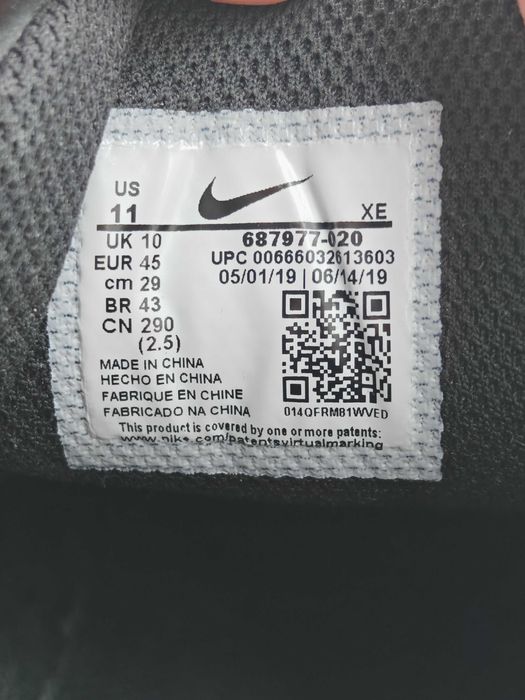 US
11
XE
UK 10
EUR 45
cm 29
BR 43
CN 290
(2.5)
687977-020
UPC 00666032613603
05/01/19 | 06/14/19
MADE IN CHINA
HECHO EN CHINA
FABRIQUE EN CHINE
FABRICADO NA CHINA
014QFRMB1WVED
This product is covered by one or more patents:
www.nike.com/patentsvirtualmarking